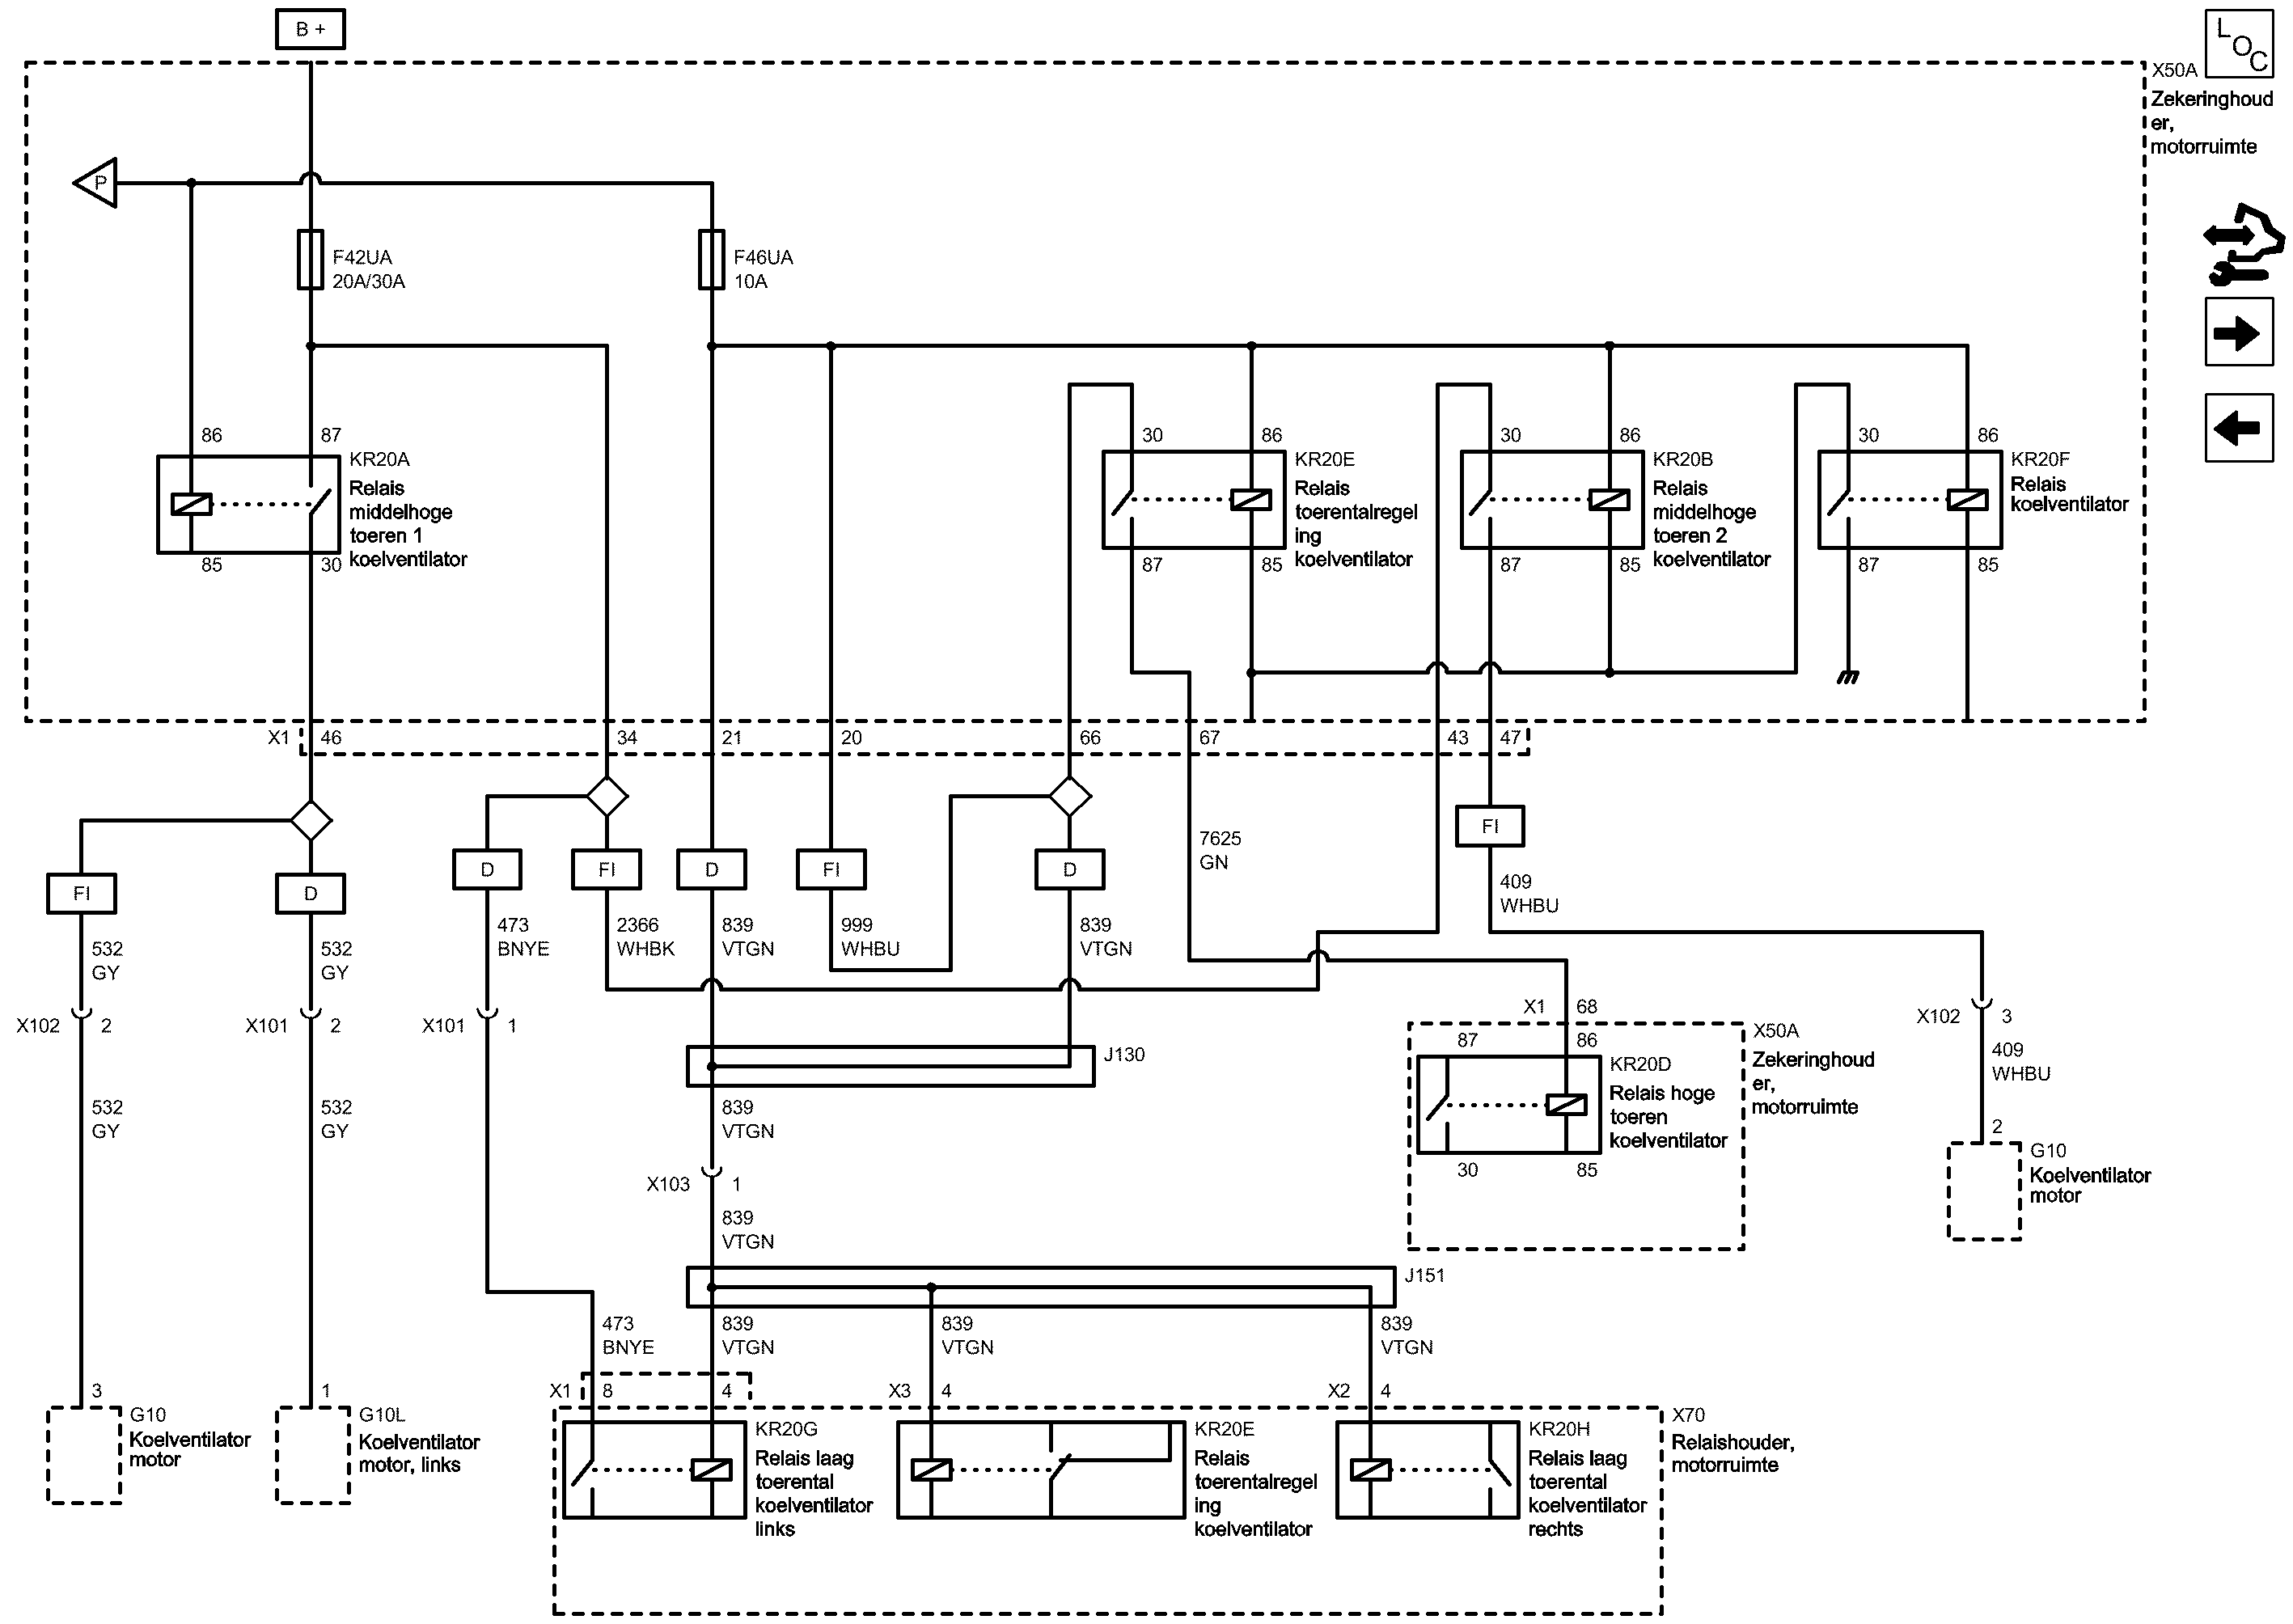 B +
L
O
C
X50A
Zekeringhoud
er,
motorruimte
P
F42UA
20A/30A
F46UA
10A
86
87
KR20A
Relais
middelhoge
toeren 1
koelventilator
85
30
30
86
KR20E
Relais
toerentalregel
ing
koelventilator
87
85
30
86
KR20B
Relais
middelhoge
toeren 2
koelventilator
87
85
30
86
KR20F
Relais
koelventilator
87
85
X1
46
34
21
20
66
67
43
47
FI
D
D
FI
D
FI
D
FI
7625
GN
409
WHBU
532
GY
532
GY
473
BNYE
2366
WHBK
839
VTGN
999
WHBU
839
VTGN
X102
2
X101
2
X101
1
X102
3
409
WHBU
2
G10
Koelventilator
motor
J130
X1
68
X50A
Zekeringhoud
er,
motorruimte
87
86
KR20D
Relais hoge
toeren
koelventilator
30
85
532
GY
532
GY
839
VTGN
X103
1
839
VTGN
J151
473
BNYE
839
VTGN
839
VTGN
839
VTGN
3
G10
Koelventilator
motor
1
G10L
Koelventilator
motor, links
X1
8
4
X3
4
X2
4
KR20G
Relais laag
toerental
koelventilator
links
KR20E
Relais
toerentalregel
ing
koelventilator
KR20H
Relais laag
toerental
koelventilator
rechts
X70
Relaishouder,
motorruimte